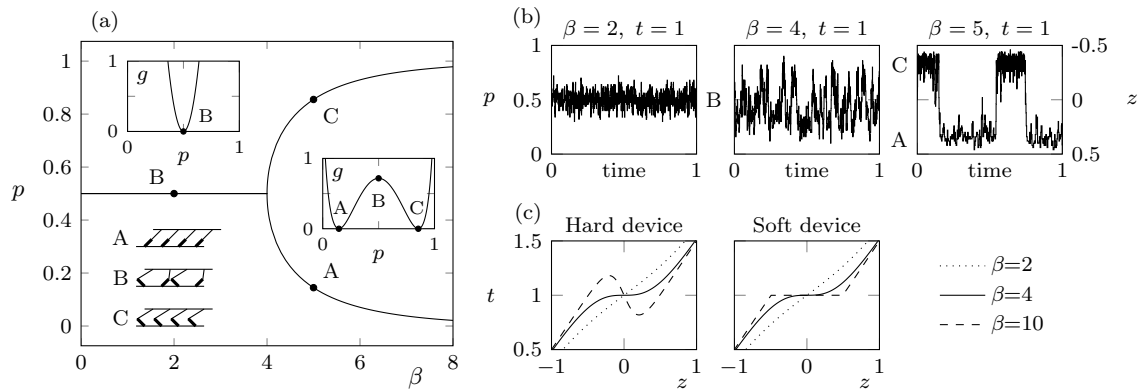 (a)
1
0.8
0.6
p
0.4
0.2
0
0
2
4
6
8
β
1
g
B
0
0
p
1
C
B
1
g
A
B
C
0
0
p
1
A
A
B
C
(b)
β = 2, t = 1
β = 4, t = 1
β = 5, t = 1
1
p
0.5
0
0
time
1
B
0
time
1
C
A
0
time
1
-0.5
0
z
0.5
(c)
Hard device
Soft device
1.5
t
1
0.5
−1
0
z
1
−1
0
z
1
β=2
β=4
β=10